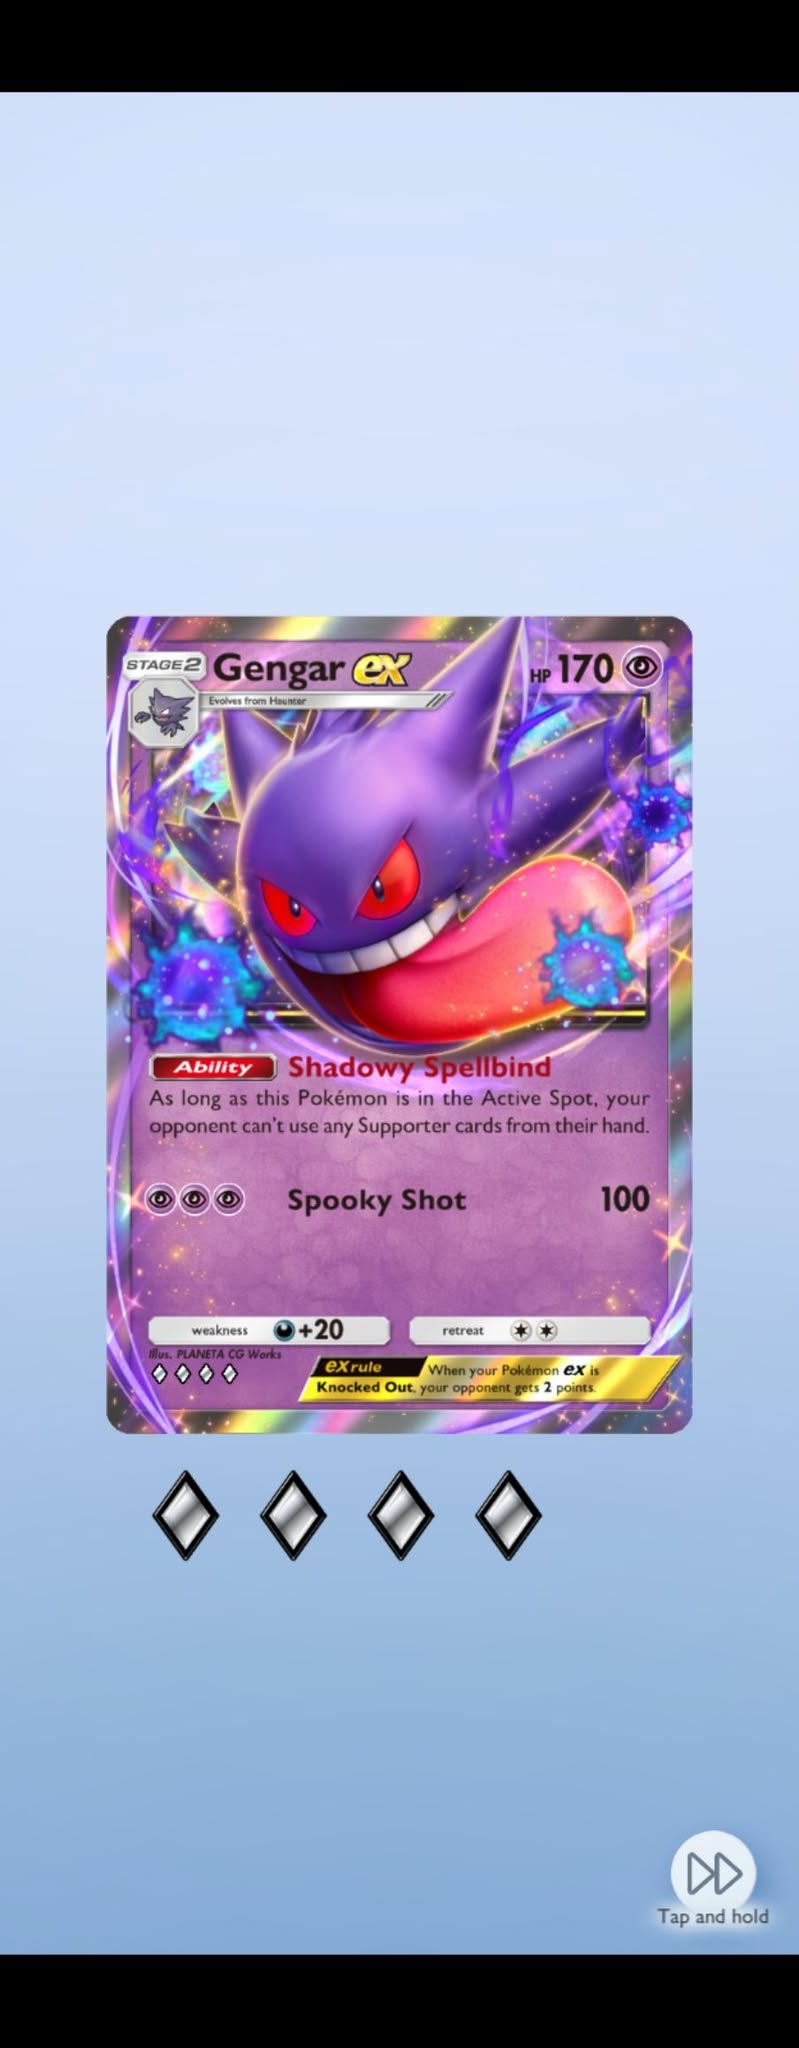 STAGE2 Gengar ex HP 170
Evolves from Haunter
Ability Shadowy Spellbind
As long as this Pokémon is in the Active Spot, your
opponent can't use any Supporter cards from their hand.
Spooky Shot 100
weakness +20 retreat
Illus. PLANETA CG Works
ex rule When your Pokémon ex is
Knocked Out, your opponent gets 2 points.
Tap and hold